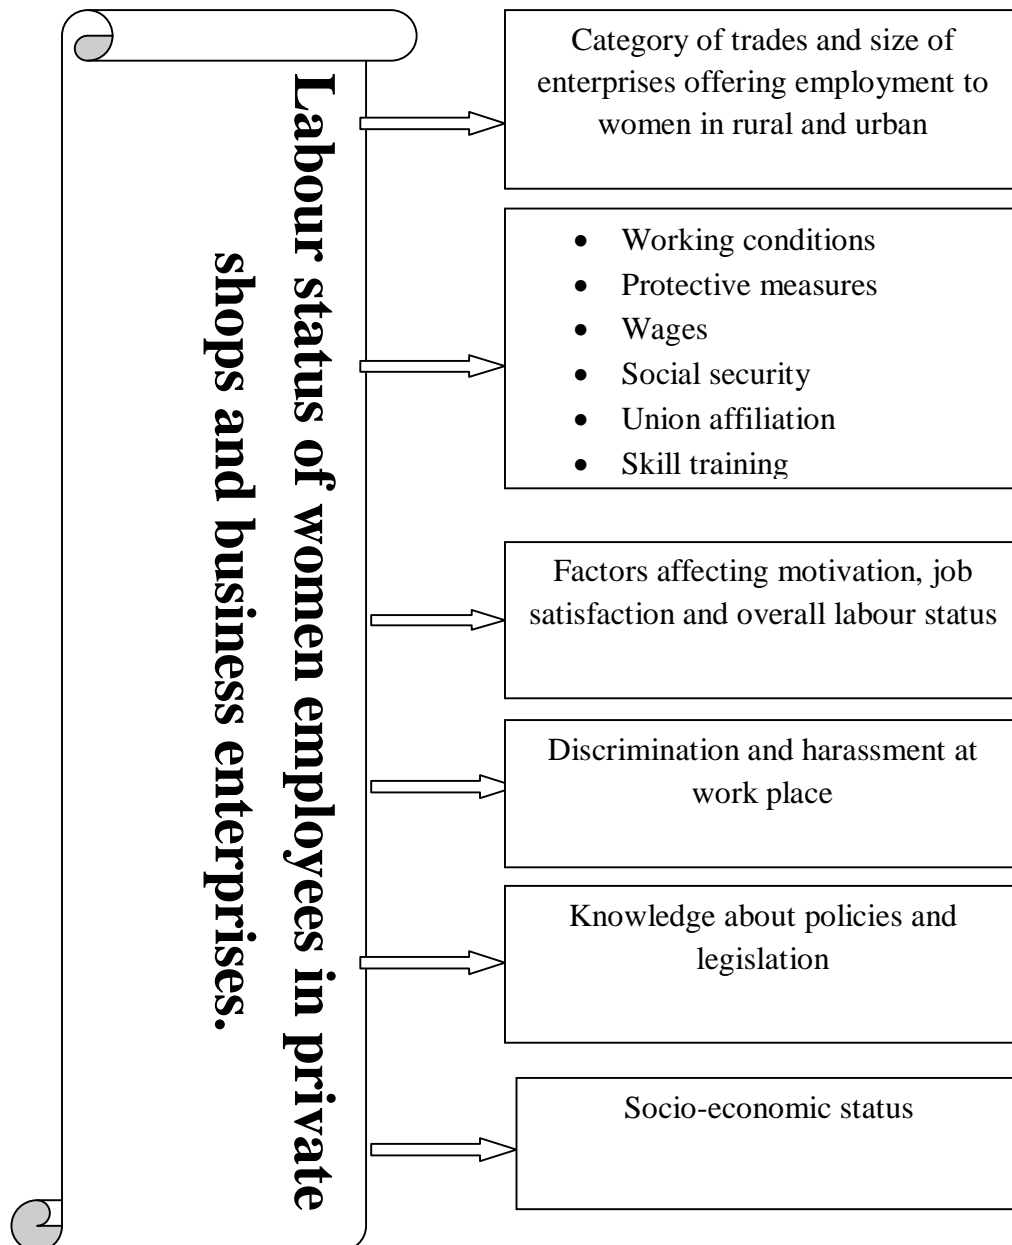 Labour status of women employees in private
shops and business enterprises.
Category of trades and size of
enterprises offering employment to
women in rural and urban
• Working conditions
• Protective measures
• Wages
• Social security
• Union affiliation
• Skill training
Factors affecting motivation, job
satisfaction and overall labour status
Discrimination and harassment at
work place
Knowledge about policies and
legislation
Socio-economic status